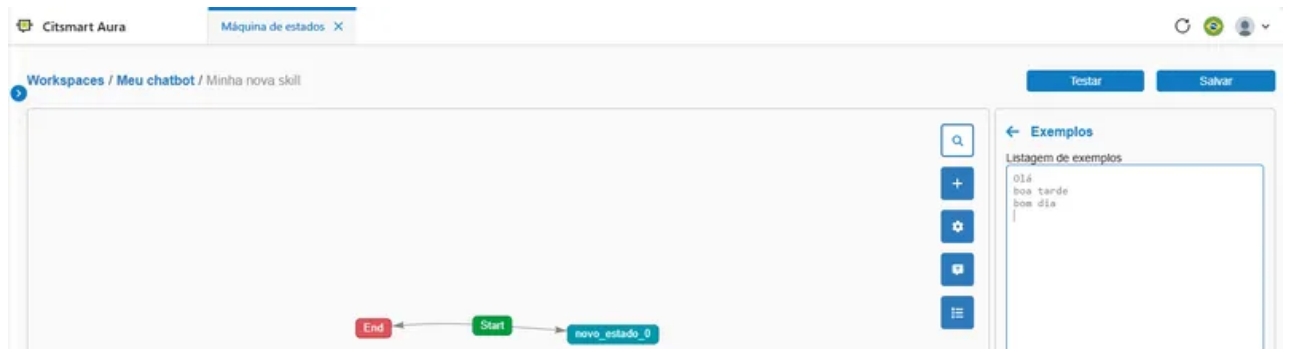 Citsmart Aura
Máquina de estados
Workspaces / Meu chatbot / Minha nova skill
Testar
Salvar
Exemplos
Listagem de exemplos
Olá
boa tarde
bom dia
End
Start
novo_estado_0